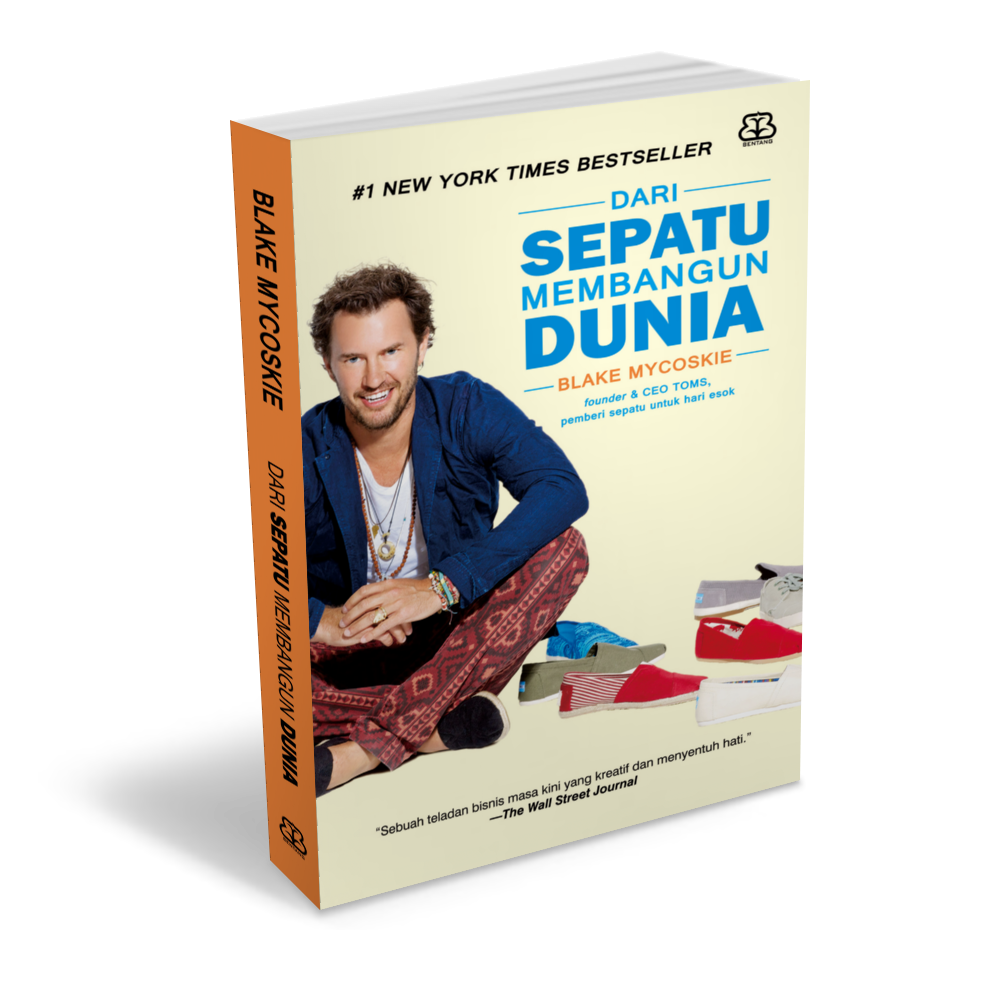 #1 NEW YORK TIMES BESTSELLER
BENTANG
DARI
SEPATU
MEMBANGUN
DUNIA
BLAKE MYCOSKIE
founder & CEO TOMS,
pemberi sepatu untuk hari esok
“Sebuah teladan bisnis masa kini yang kreatif dan menyentuh hati.”
—The Wall Street Journal
BLAKE MYCOSKIE
DARI SEPATU MEMBANGUN DUNIA
BENTANG